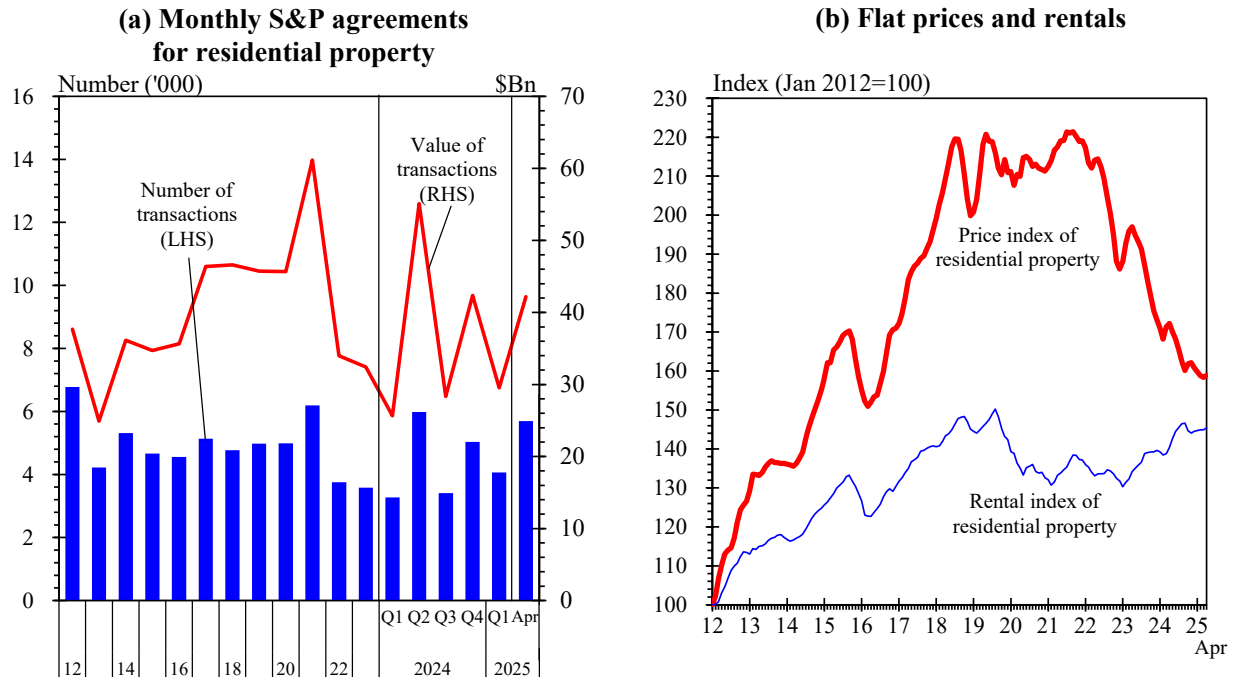 (a) Monthly S&P agreements
for residential property
Number ('000)
$Bn
16
14
12
10
8
6
4
2
0
70
60
50
40
30
20
10
0
Number of
transactions
(LHS)
Value of
transactions
(RHS)
Q1 Q2 Q3 Q4 Q1 Apr
12 14 16 18 20 22 2024 2025
(b) Flat prices and rentals
Index (Jan 2012=100)
230
220
210
200
190
180
170
160
150
140
130
120
110
100
Price index of
residential property
Rental index of
residential property
12 13 14 15 16 17 18 19 20 21 22 23 24 25
Apr